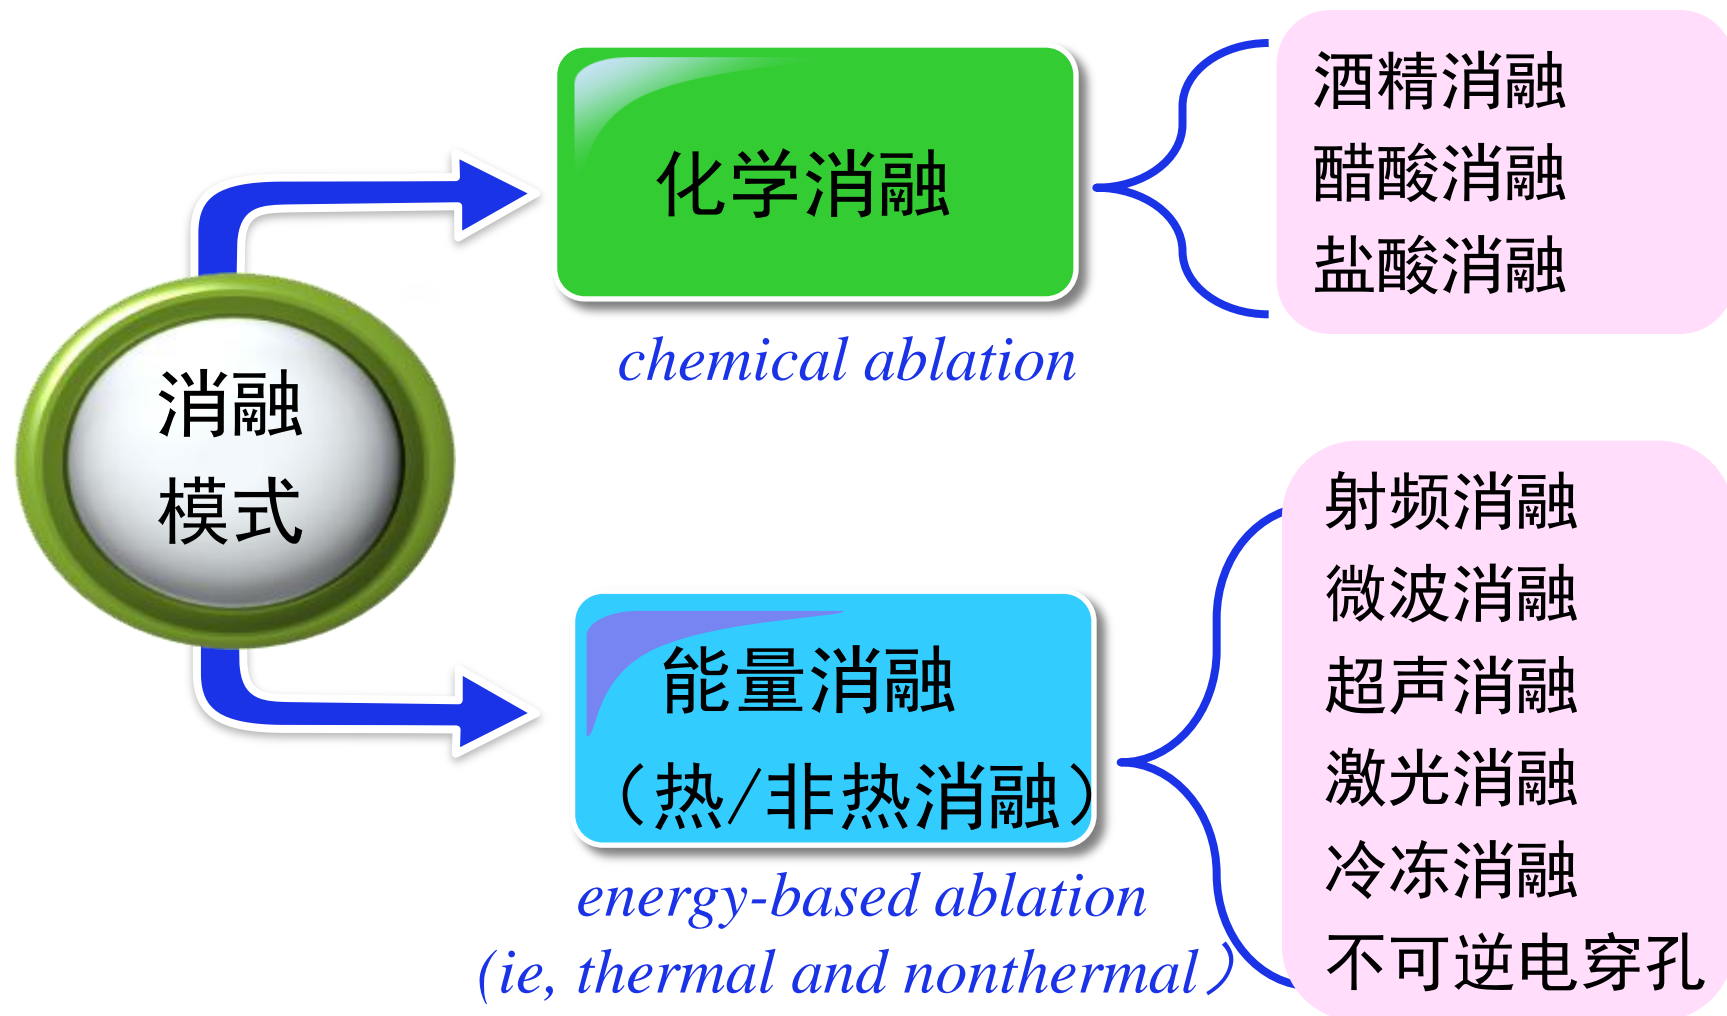 消融
模式
化学消融
chemical ablation
酒精消融
醋酸消融
盐酸消融
能量消融
（热/非热消融）
energy-based ablation
(ie, thermal and nonthermal）
射频消融
微波消融
超声消融
激光消融
冷冻消融
不可逆电穿孔